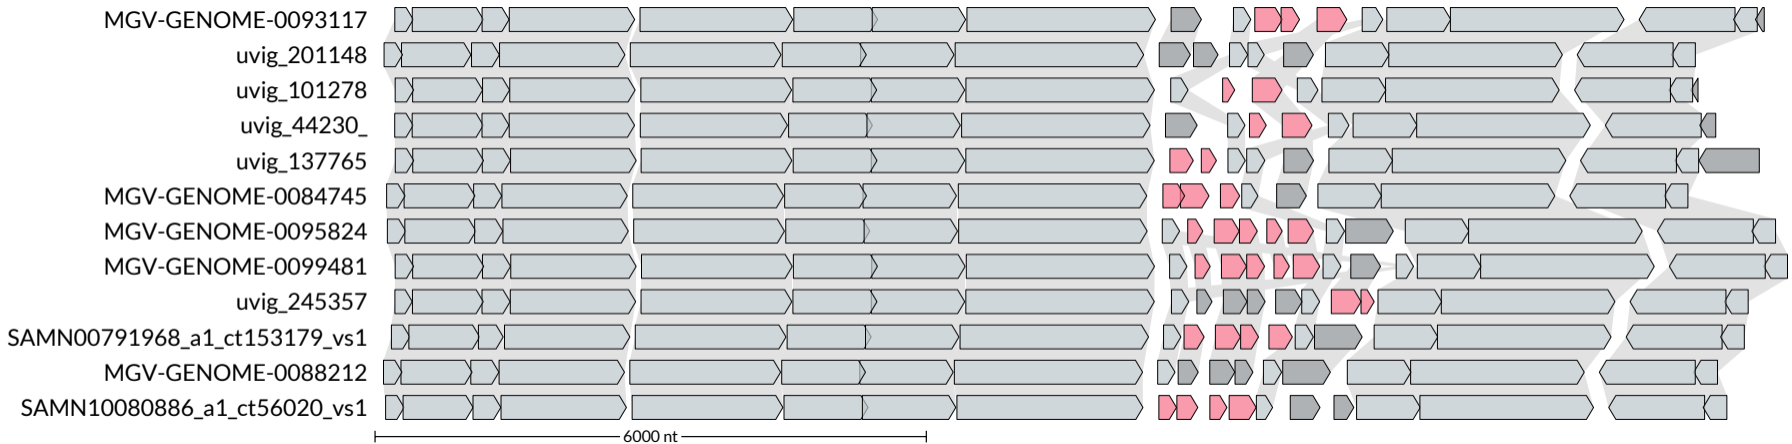 MGV-GENOME-0093117
uvig_201148
uvig_101278
uvig_44230_
uvig_137765
MGV-GENOME-0084745
MGV-GENOME-0095824
MGV-GENOME-0099481
uvig_245357
SAMN00791968_a1_ct153179_vs1
MGV-GENOME-0088212
SAMN10080886_a1_ct56020_vs1
6000 nt